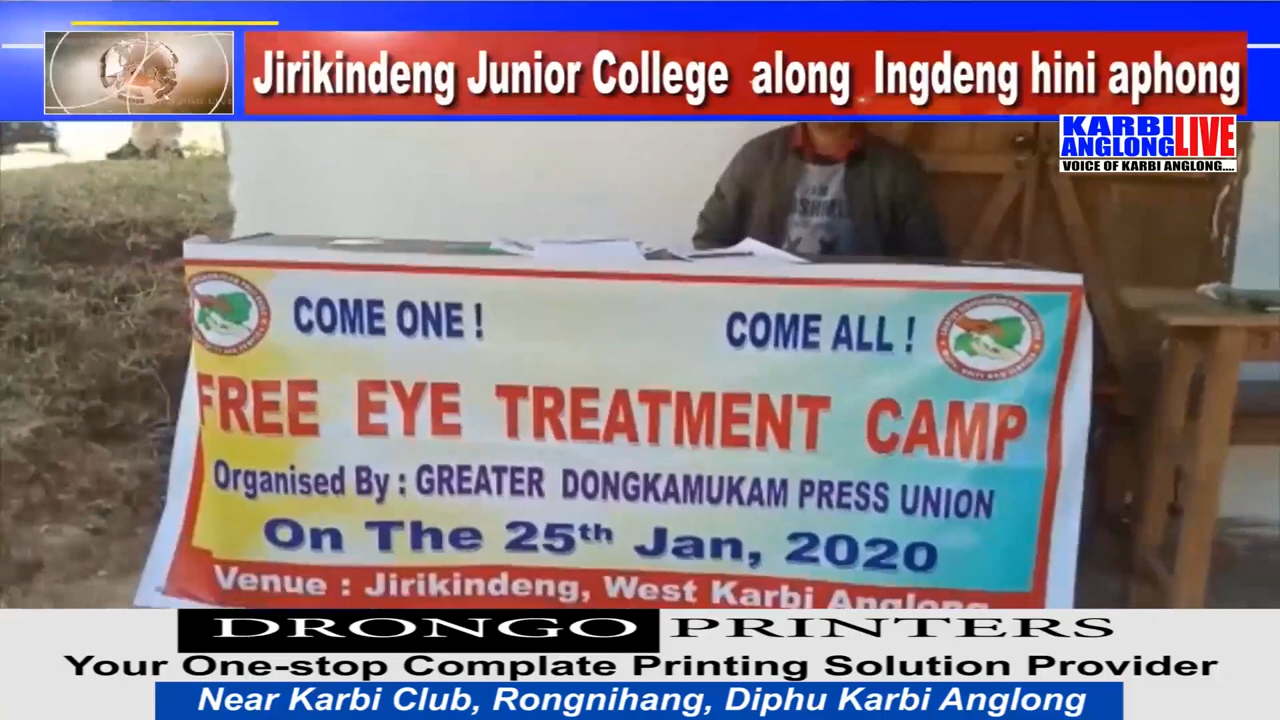 Jirikindeng Junior College along Ingdeng hini aphong
KARBI ANGLONG LIVE
VOICE OF KARBI ANGLONG....
COME ONE !
COME ALL !
FREE EYE TREATMENT CAMP
Organised By : GREATER DONGKAMUKAM PRESS UNION
On The 25th Jan, 2020
Venue : Jirikindeng, West Karbi Anglong
DRONGO PRINTERS
Your One-stop Complate Printing Solution Provider
Near Karbi Club, Rongnihang, Diphu Karbi Anglong